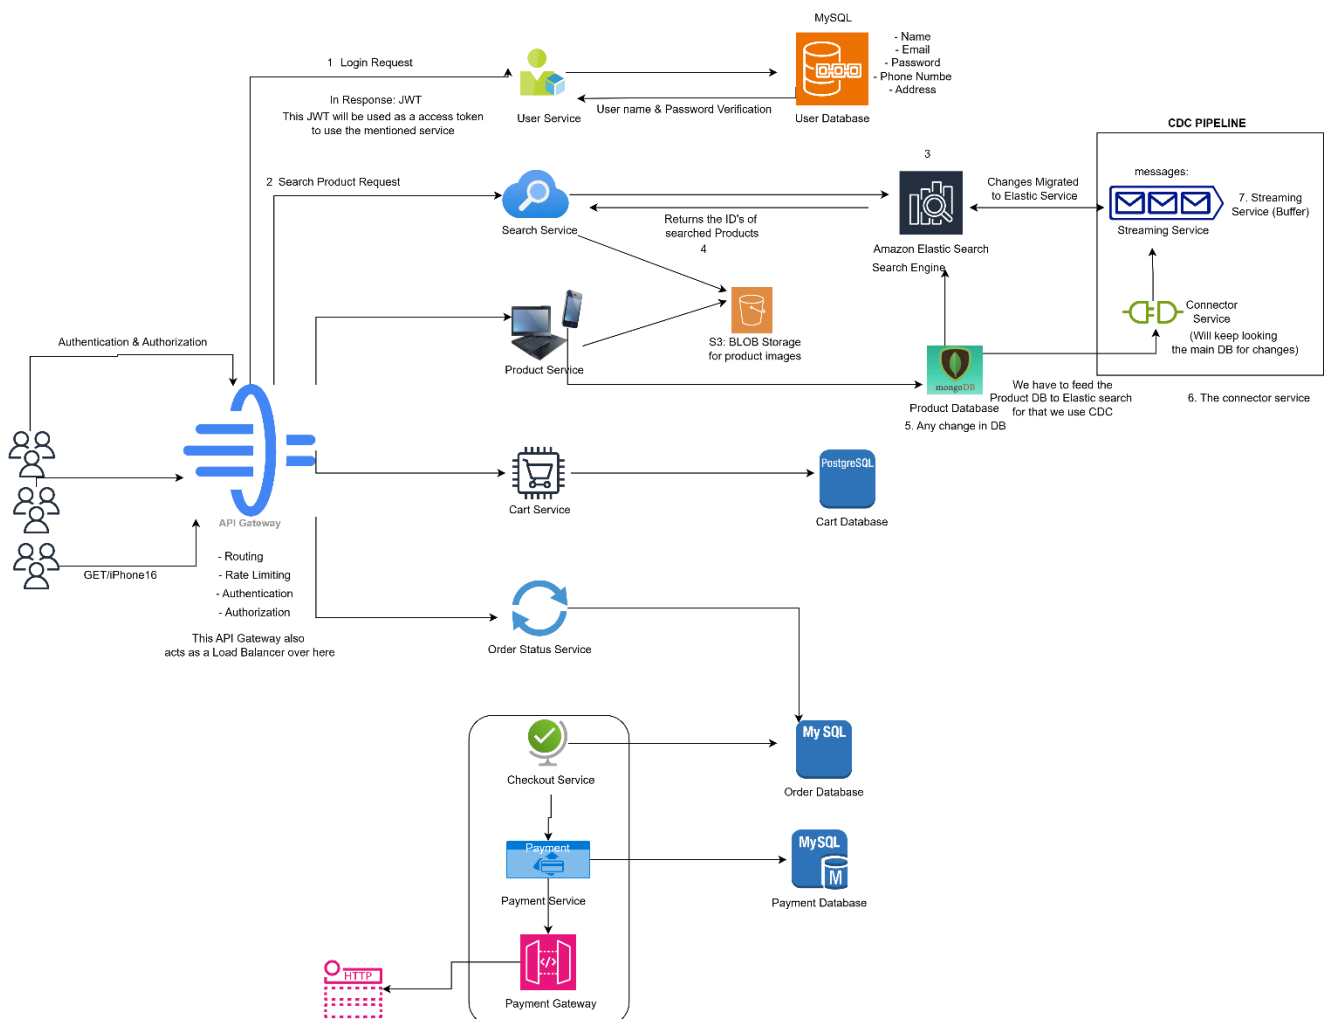 MySQL
- Name
- Email
- Password
- Phone Numbe
- Address
1 Login Request
In Response: JWT
This JWT will be used as a access token
to use the mentioned service
User Service
User name & Password Verification
User Database
CDC PIPELINE
3
2 Search Product Request
Changes Migrated
to Elastic Service
messages:
7. Streaming
Service (Buffer)
Streaming Service
Search Service
Returns the ID's of
searched Products
4
Amazon Elastic Search
Search Engine
Connector
Service
(Will keep looking
the main DB for changes)
S3: BLOB Storage
for product images
Authentication & Authorization
Product Service
mongoDB
Product Database
5. Any change in DB
We have to feed the
Product DB to Elastic search
for that we use CDC
6. The connector service
PostgreSQL
Cart Service
Cart Database
API Gateway
GET/iPhone16
- Routing
- Rate Limiting
- Authentication
- Authorization
This API Gateway also
acts as a Load Balancer over here
Order Status Service
My SQL
Checkout Service
Order Database
Payment
MySQL
M
Payment Service
Payment Database
HTTP
</>
Payment Gateway